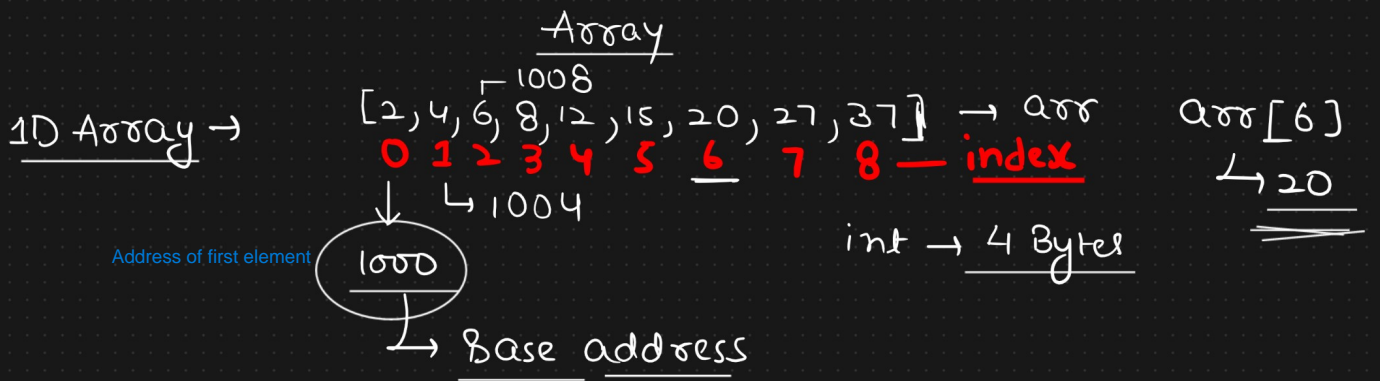 Array
1008
1D Array → [2, 4, 6, 8, 12, 15, 20, 27, 37] → arr arr[6]
0 1 2 3 4 5 6 7 8 — index
↳ 20
↳ 1004
int → 4 Bytes
Address of first element 1000
↳ Base address